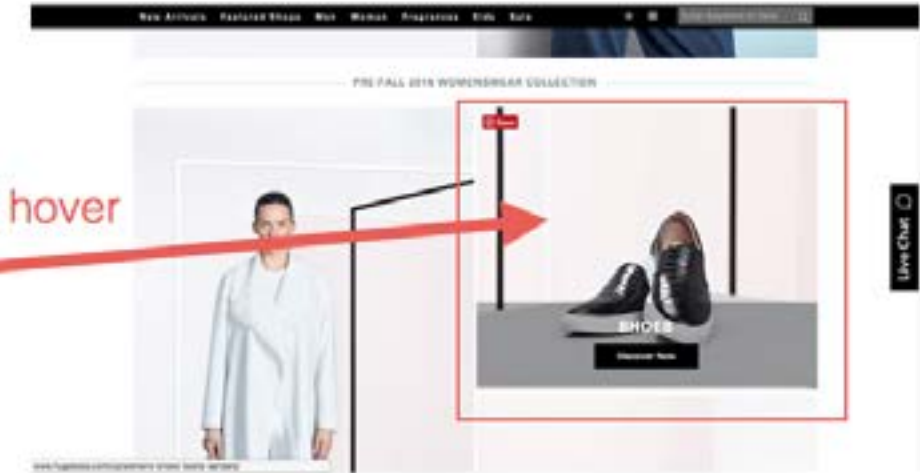 New Arrivals Featured Shops Men Women Fragrances Kids Sale
PRE-FALL 2016 WOMENSWEAR COLLECTION
Save
hover
Live Chat
SHOES
Discover Now